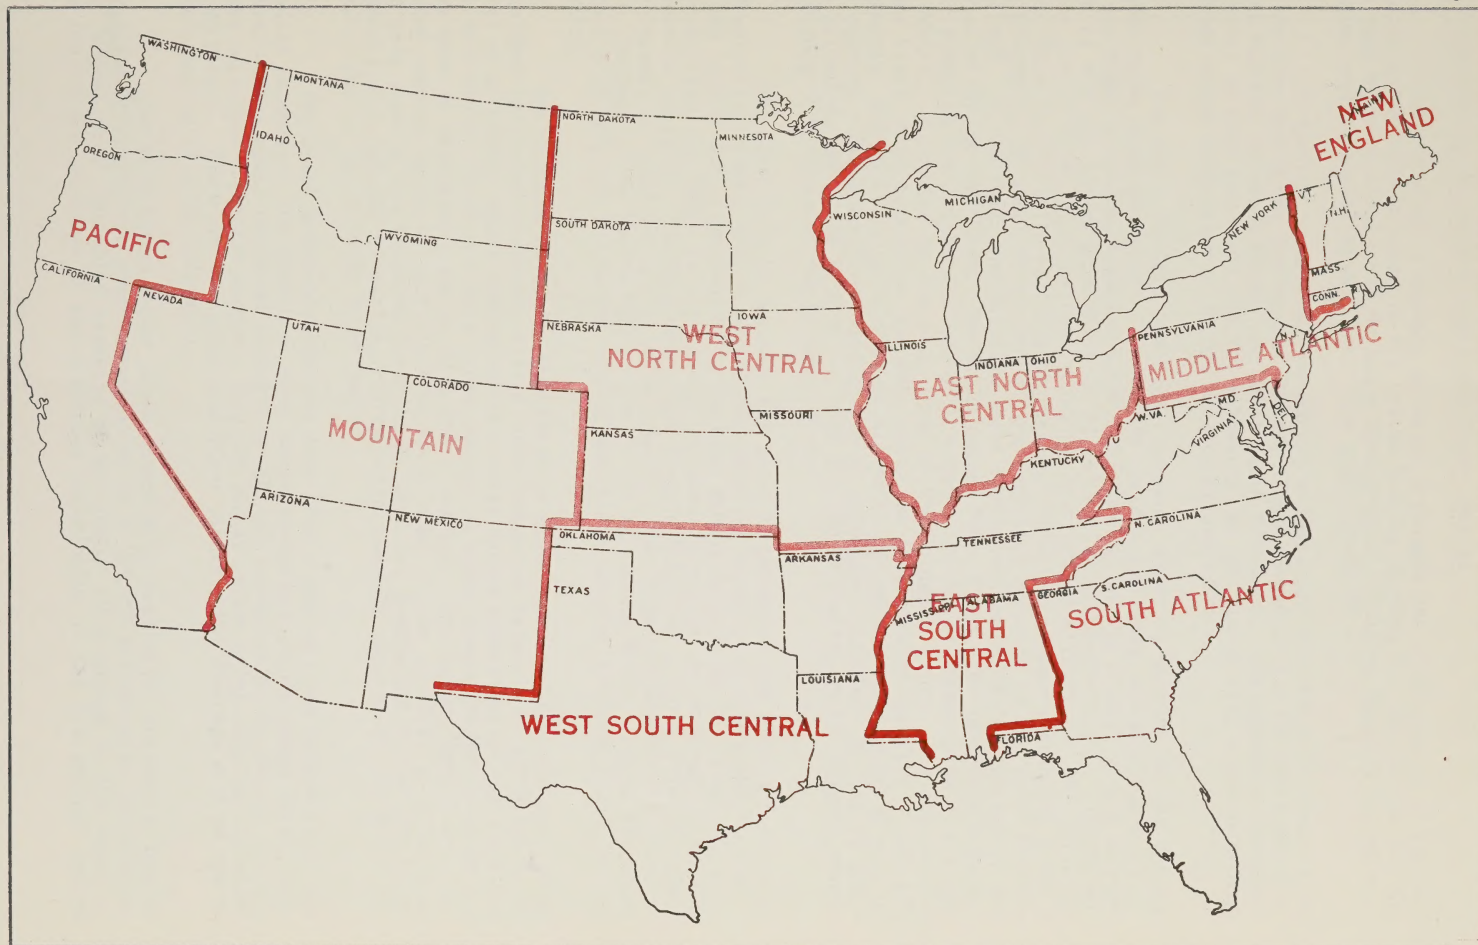 WASHINGTON
MONTANA
IDAHO
NORTH DAKOTA
MINNESOTA
OREGON
PACIFIC
CALIFORNIA
NEVADA
WYOMING
SOUTH DAKOTA
WISCONSIN
MICHIGAN
NEW YORK
VT.
N.H.
MAINE
NEW
ENGLAND
MASS.
CONN.
R.I.
UTAH
NEBRASKA
IOWA
WEST
NORTH CENTRAL
ILLINOIS
INDIANA
OHIO
EAST NORTH
CENTRAL
PENNSYLVANIA
N.J.
MIDDLE ATLANTIC
COLORADO
MOUNTAIN
KANSAS
MISSOURI
W.VA.
MD.
DEL.
VIRGINIA
KENTUCKY
ARIZONA
NEW MEXICO
OKLAHOMA
ARKANSAS
TENNESSEE
N. CAROLINA
TEXAS
MISSISSIPPI
ALABAMA
GEORGIA
S. CAROLINA
EAST
SOUTH
CENTRAL
SOUTH ATLANTIC
LOUISIANA
WEST SOUTH CENTRAL
FLORIDA